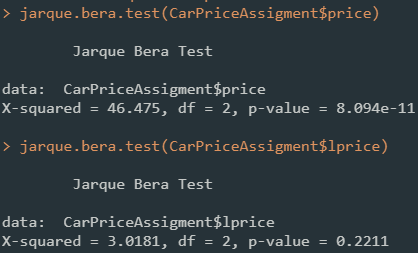 > jarque.bera.test(CarPriceAssigment$price)
Jarque Bera Test
data:  CarPriceAssigment$price
X-squared = 46.475, df = 2, p-value = 8.094e-11
> jarque.bera.test(CarPriceAssigment$lprice)
Jarque Bera Test
data:  CarPriceAssigment$lprice
X-squared = 3.0181, df = 2, p-value = 0.2211